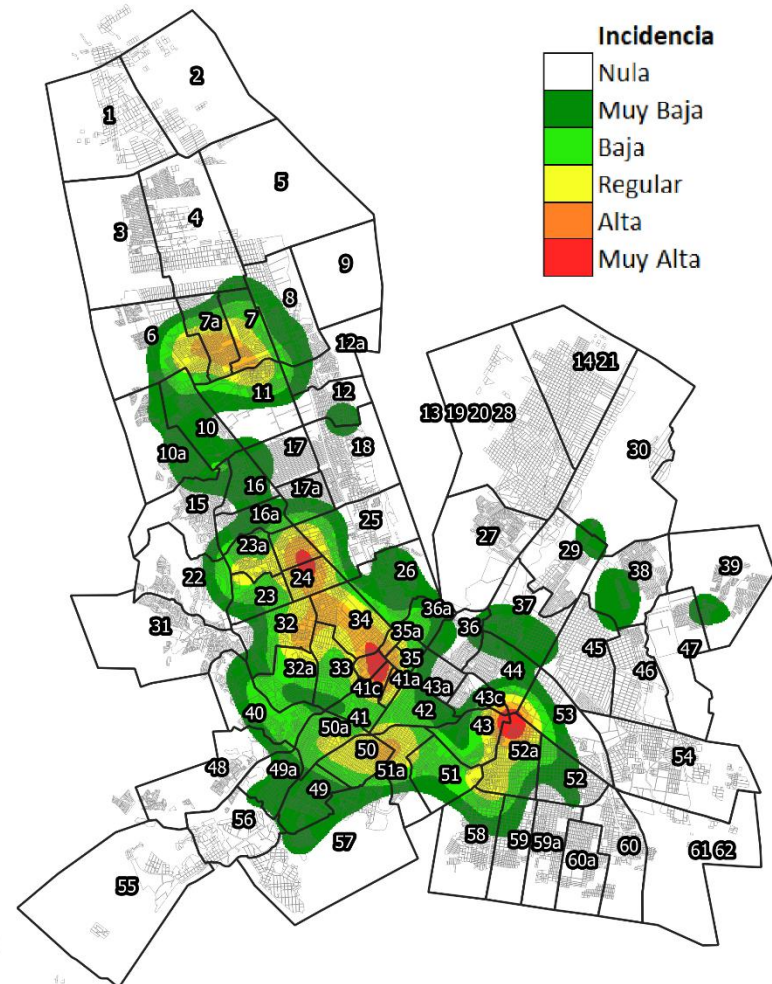 Incidencia
Nula
Muy Baja
Baja
Regular
Alta
Muy Alta
2
1
5
4
3
9
8
7a
7
6
12a
14 21
12
11
13 19 20 28
10
18
17
30
10a
16
17a
15
16a
25
27
29
23a
26
38
39
22
24
23
37
31
36a
34
36
32
35a
45
47
35
44
46
33
32a
41a
43a
41c
43c
42
40
53
41
43
50a
50
52a
54
48
49a
51a
51
52
49
56
57
58
59
59a
60
61 62
60a
55